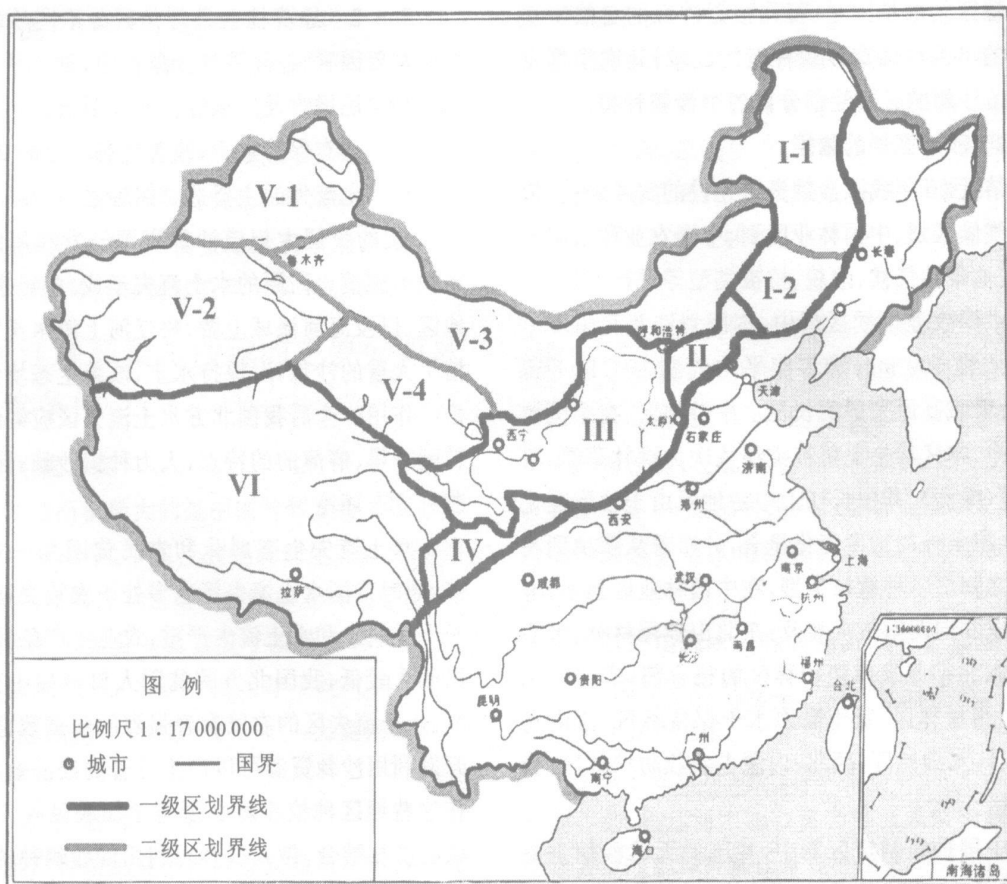 I-1
V-1
鲁木齐
长春
V-2
I-2
V-3
呼和浩特
II
天津
V-4
III
太原
石家庄
西宁
济南
VI
郑州
西安
IV
南京
上海
成都
武汉
杭州
拉萨
南昌
长沙
1:36000000
福州
贵阳
台北
昆明
广州
南宁
海口
南海诸岛
图例
比例尺 1∶17 000 000
城市
国界
一级区划界线
二级区划界线